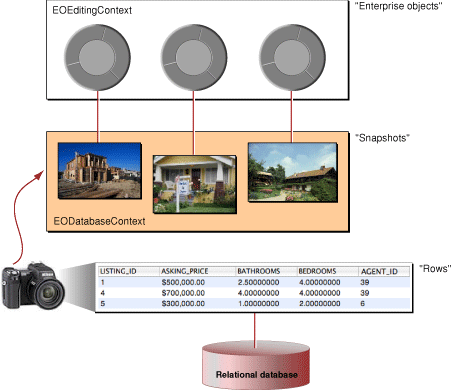 EOEditingContext
"Enterprise objects"
"Snapshots"
EODatabaseContext
"Rows"
LISTING_ID ASKING_PRICE BATHROOMS BEDROOMS AGENT_ID
1 $500,000.00 2.50000000 4.00000000 39
4 $700,000.00 4.00000000 4.00000000 39
5 $300,000.00 1.00000000 2.00000000 6
Relational database